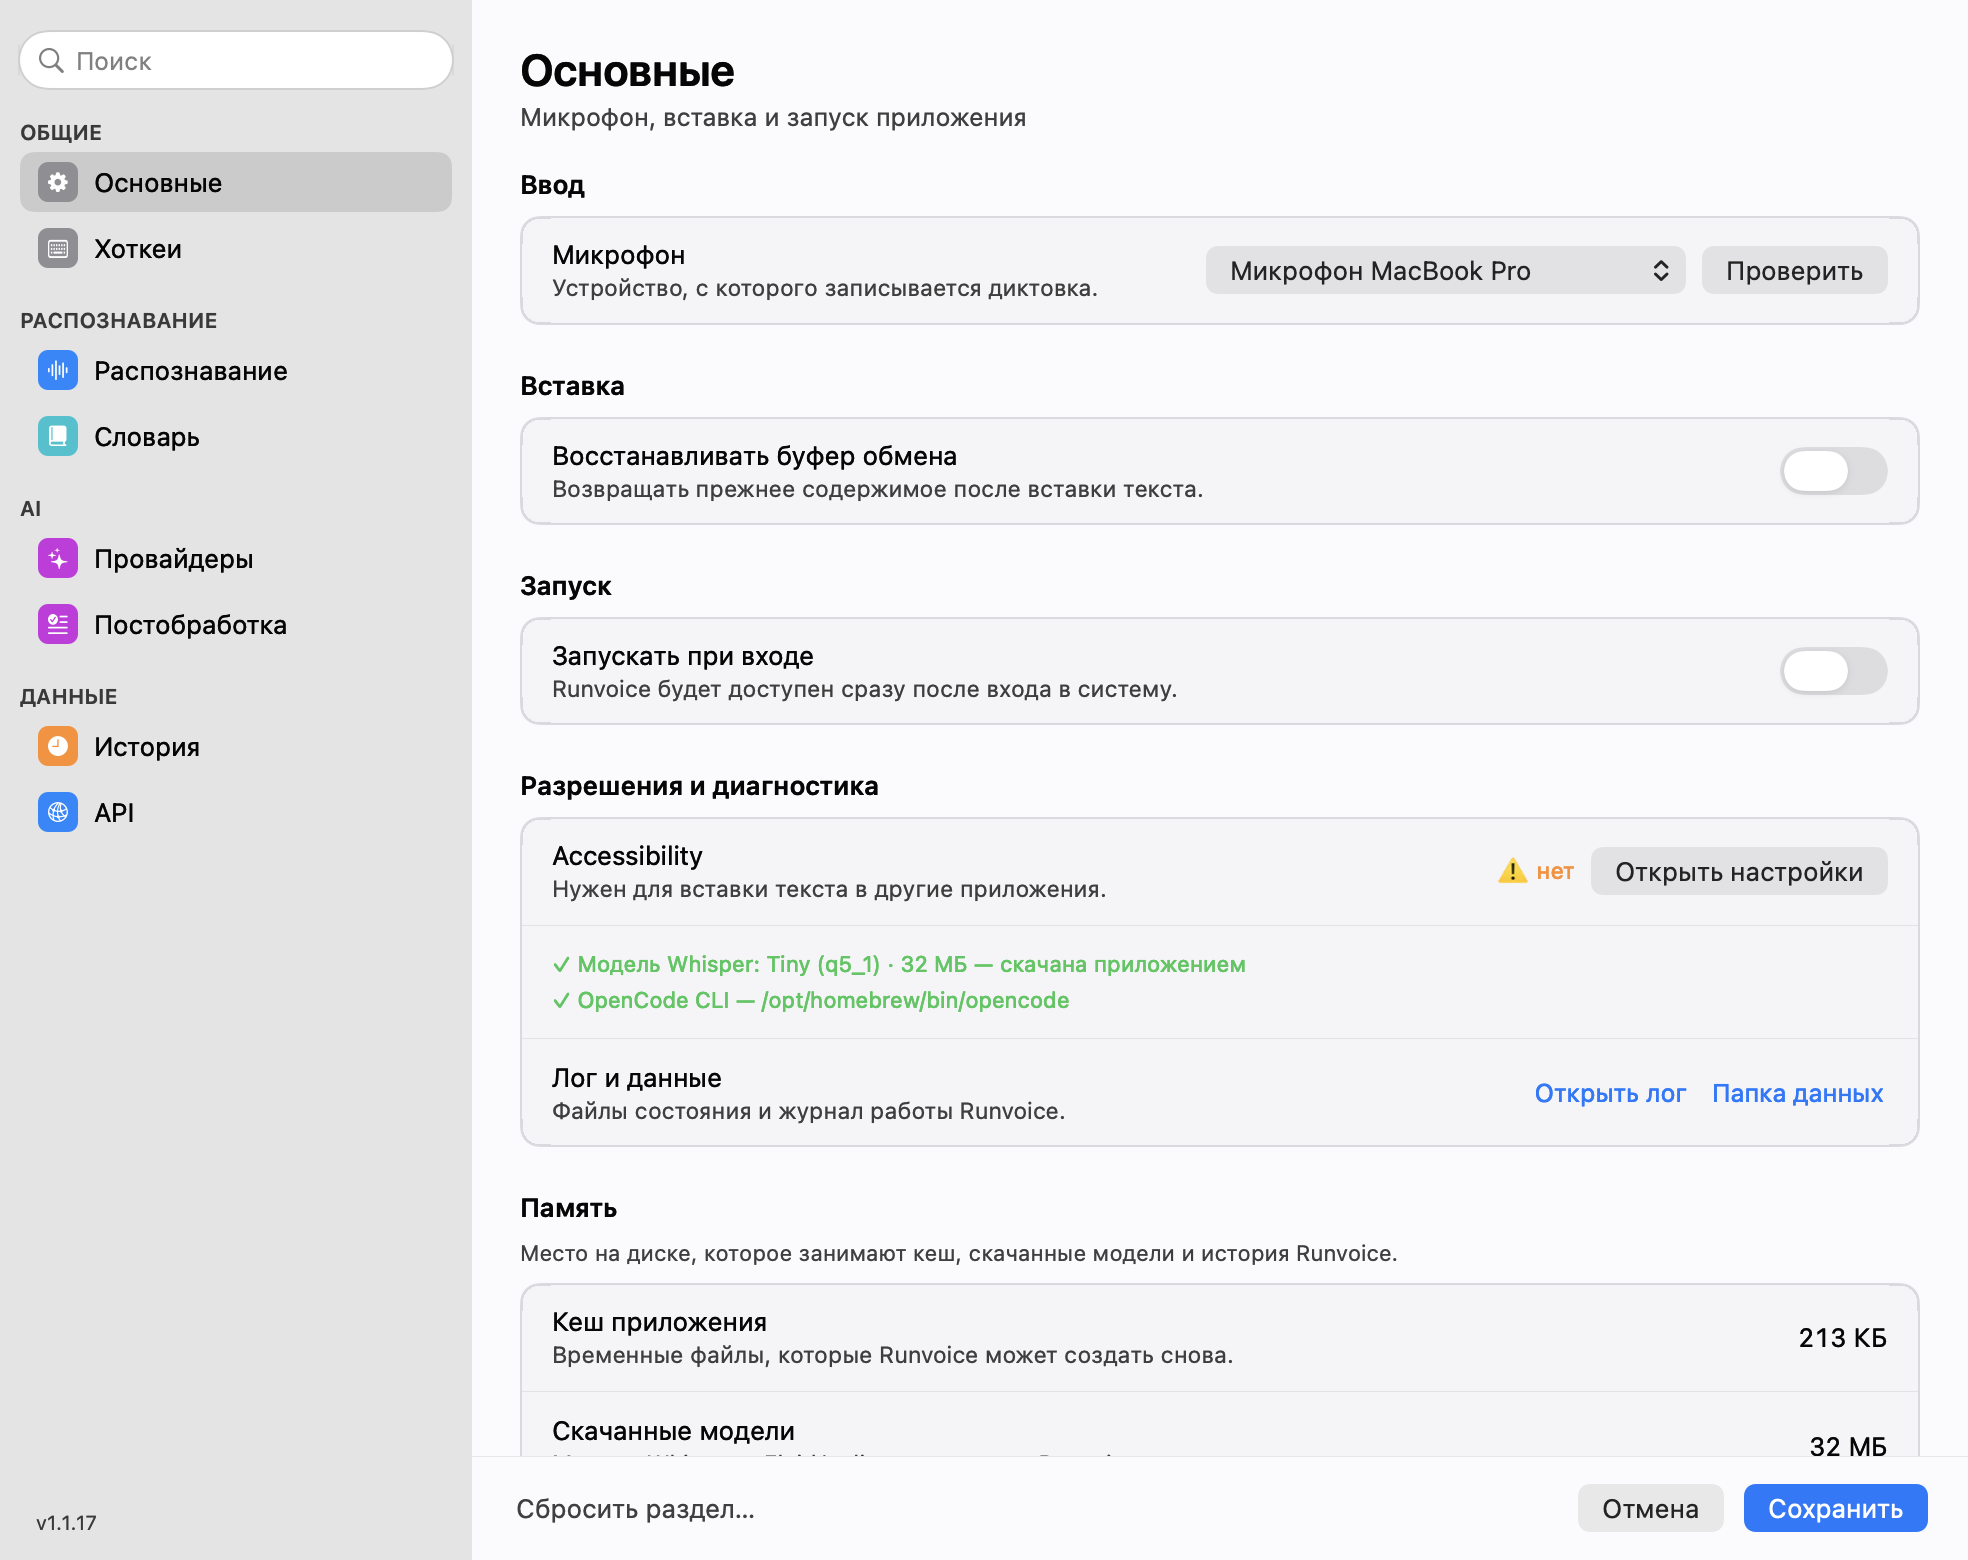 Поиск
ОБЩИЕ
Основные
Хоткеи
РАСПОЗНАВАНИЕ
Распознавание
Словарь
AI
Провайдеры
Постобработка
ДАННЫЕ
История
API
v1.1.17
Основные
Микрофон, вставка и запуск приложения
Ввод
Микрофон
Устройство, с которого записывается диктовка.
Микрофон MacBook Pro
Проверить
Вставка
Восстанавливать буфер обмена
Возвращать прежнее содержимое после вставки текста.
Запуск
Запускать при входе
Runvoice будет доступен сразу после входа в систему.
Разрешения и диагностика
Accessibility
Нужен для вставки текста в другие приложения.
нет
Открыть настройки
✓ Модель Whisper: Tiny (q5_1) · 32 МБ — скачана приложением
✓ OpenCode CLI — /opt/homebrew/bin/opencode
Лог и данные
Файлы состояния и журнал работы Runvoice.
Открыть лог
Папка данных
Память
Место на диске, которое занимают кеш, скачанные модели и история Runvoice.
Кеш приложения
Временные файлы, которые Runvoice может создать снова.
213 КБ
Скачанные модели
32 МБ
Сбросить раздел...
Отмена
Сохранить